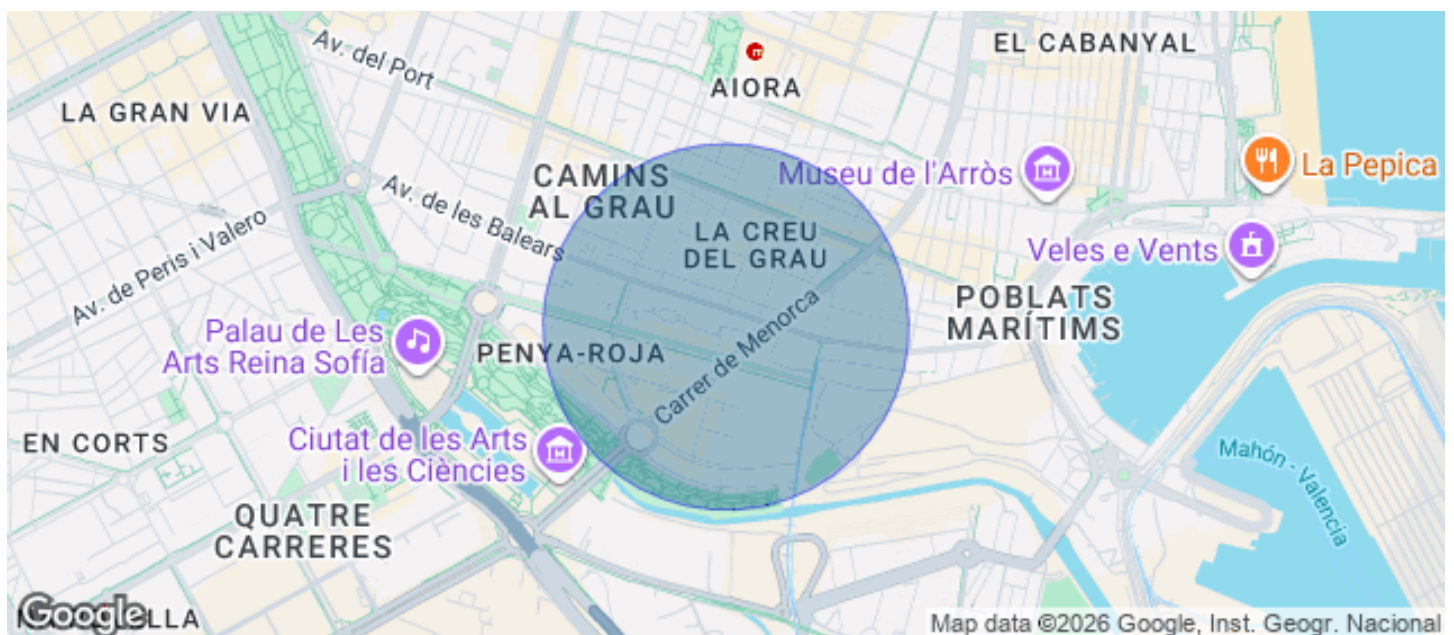 Av. del Port
EL CABANYAL
AIORA
LA GRAN VIA
CAMINS
AL GRAU
Museu de l'Arròs
La Pepica
Av. de les Balears
LA CREU
DEL GRAU
Av. de Peris i Valero
Veles e Vents
POBLATS
MARÍTIMS
Palau de Les
Arts Reina Sofía
PENYA-ROJA
Carrer de Menorca
EN CORTS
Ciutat de les Arts
i les Ciències
Mahón - Valencia
QUATRE
CARRERES
Google
Map data ©2026 Google, Inst. Geogr. Nacional